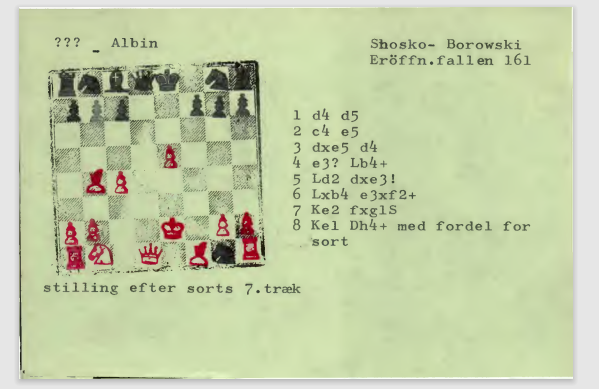 ??? _ Albin
Shosko- Borowski
Eröffn.fallen 161
1 d4 d5
2 c4 e5
3 dxe5 d4
4 e3? Lb4+
5 Ld2 dxe3!
6 Lxb4 e3xf2+
7 Ke2 fxg1S
8 Ke1 Dh4+ med fordel for
sort
stilling efter sorts 7.træk